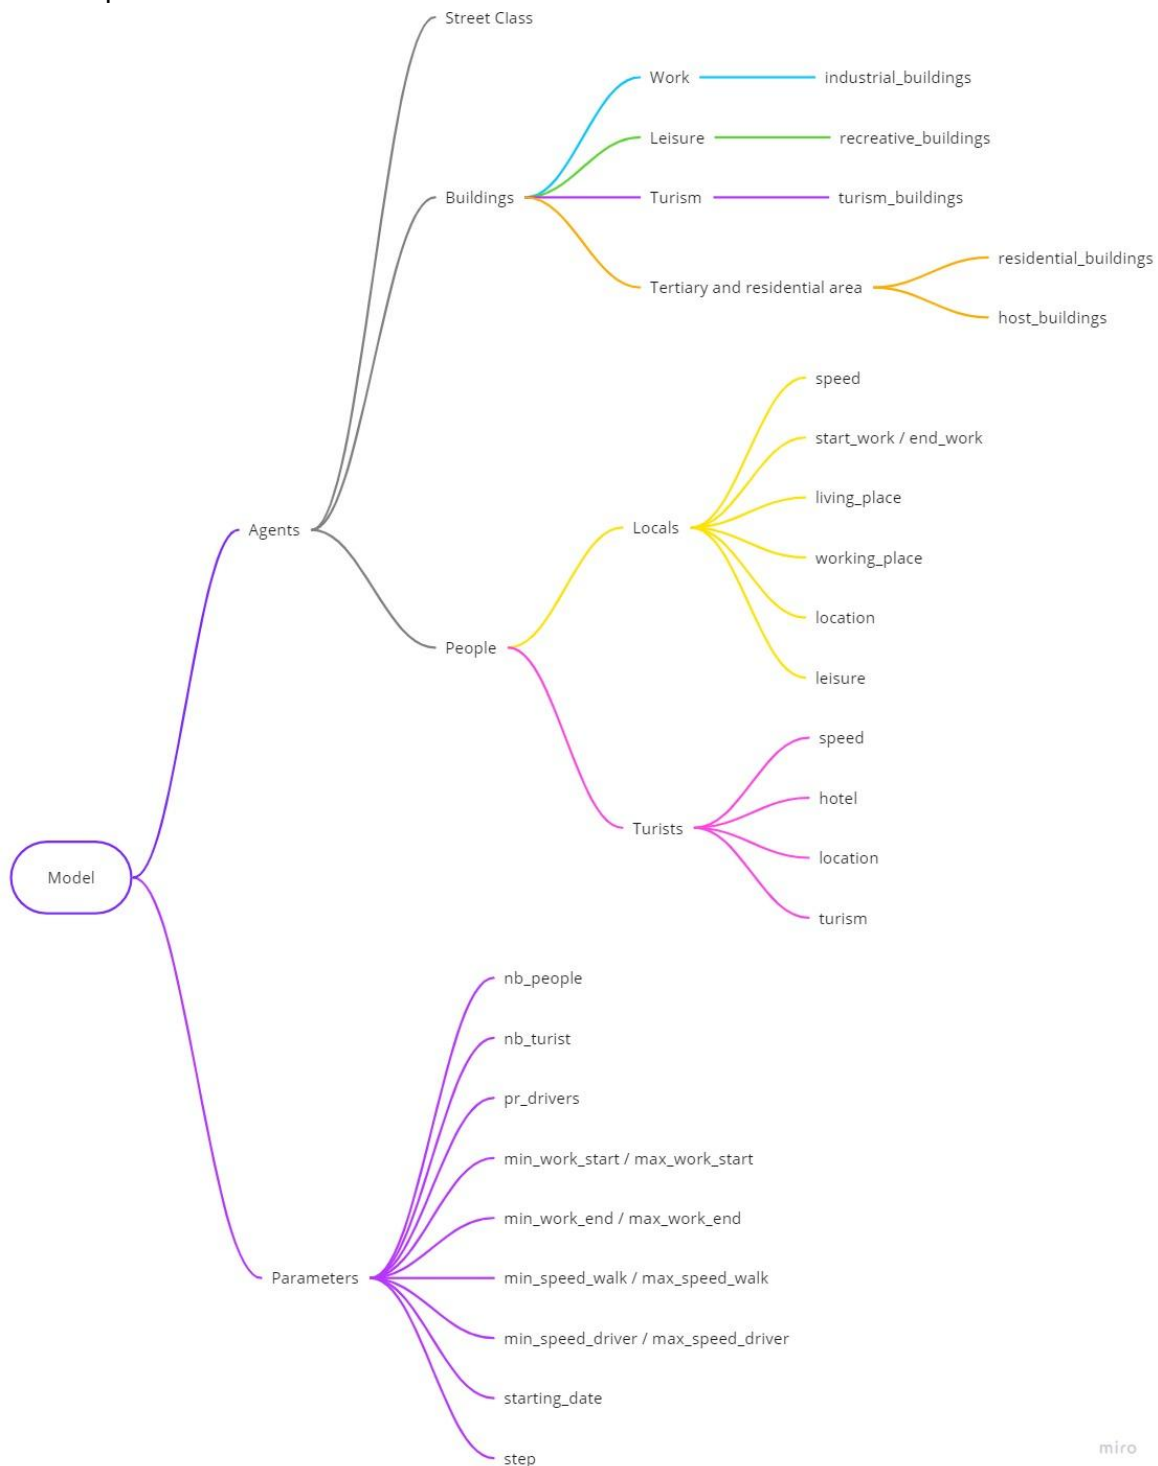 Street Class
Work
industrial_buildings
Leisure
recreative_buildings
Buildings
Turism
turism_buildings
Tertiary and residential area
residential_buildings
host_buildings
speed
start_work / end_work
living_place
Locals
working_place
Agents
location
People
leisure
speed
hotel
Turists
location
Model
turism
nb_people
nb_turist
pr_drivers
min_work_start / max_work_start
min_work_end / max_work_end
Parameters
min_speed_walk / max_speed_walk
min_speed_driver / max_speed_driver
starting_date
step
miro